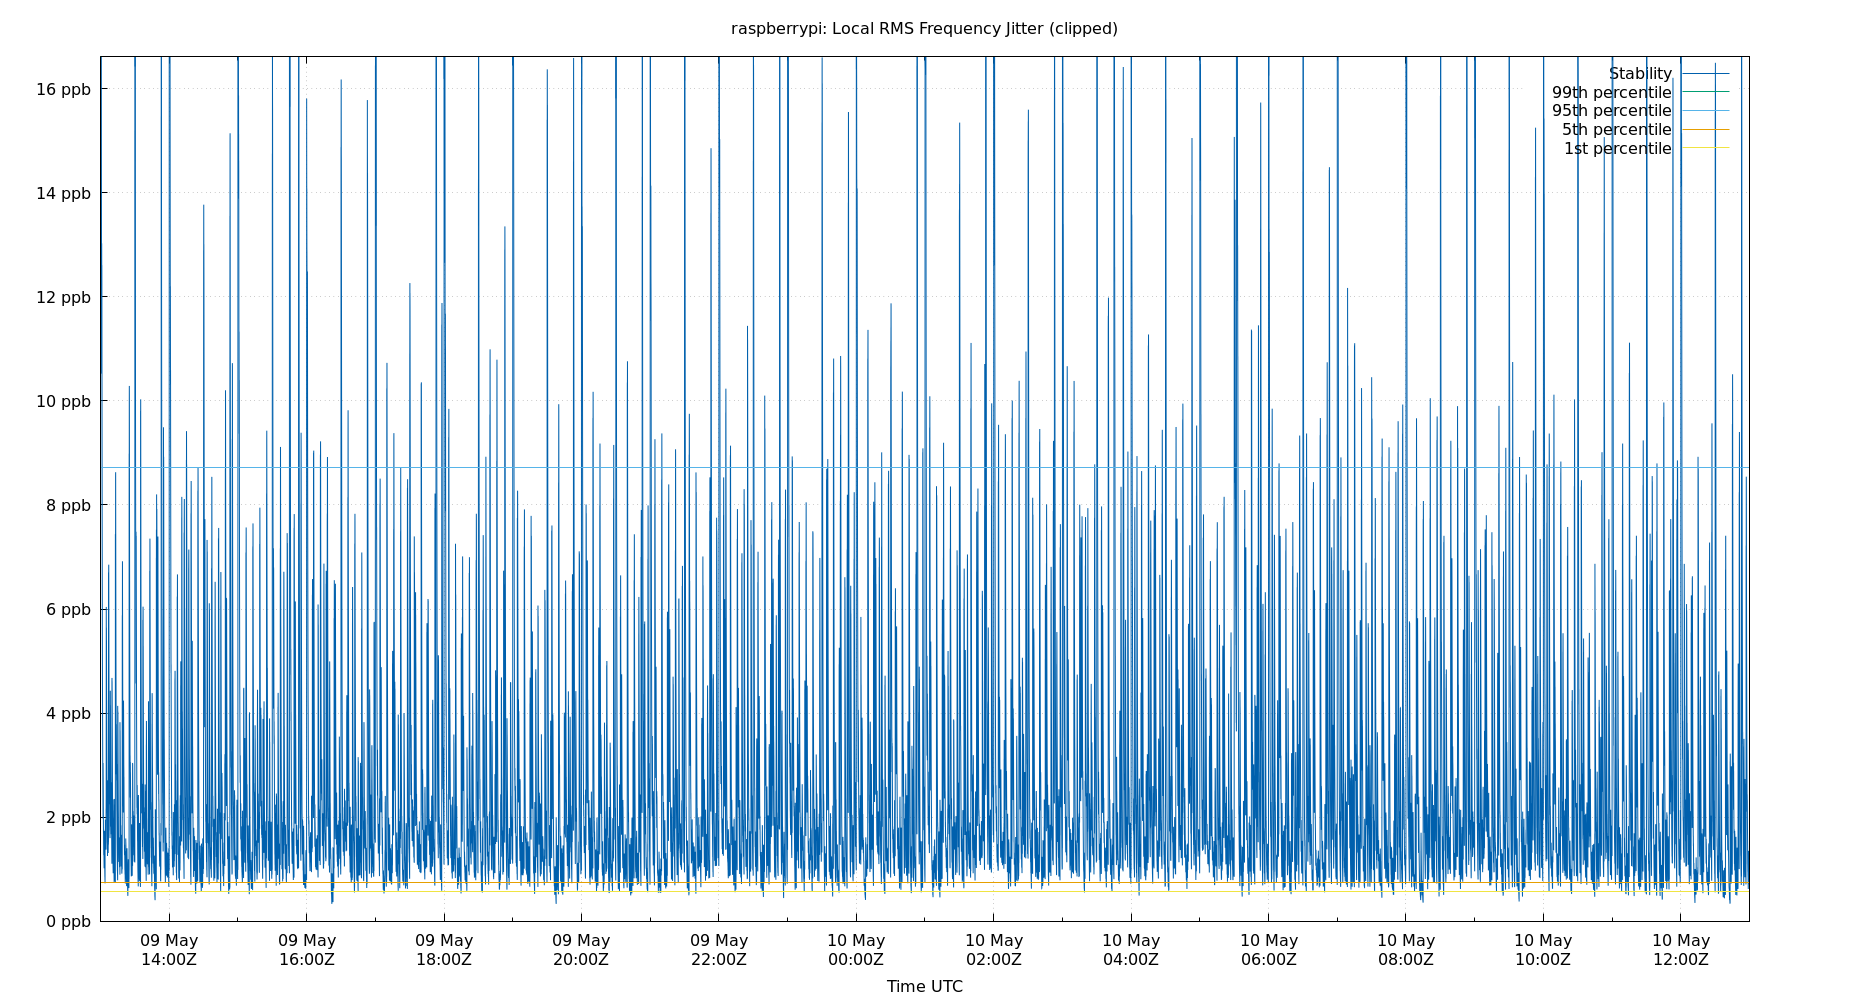 raspberrypi: Local RMS Frequency Jitter (clipped)
Stability
99th percentile
95th percentile
5th percentile
1st percentile
16 ppb
14 ppb
12 ppb
10 ppb
8 ppb
6 ppb
4 ppb
2 ppb
0 ppb
09 May 09 May 09 May 09 May 09 May 10 May 10 May 10 May 10 May 10 May 10 May 10 May
14:00Z 16:00Z 18:00Z 20:00Z 22:00Z 00:00Z 02:00Z 04:00Z 06:00Z 08:00Z 10:00Z 12:00Z
Time UTC